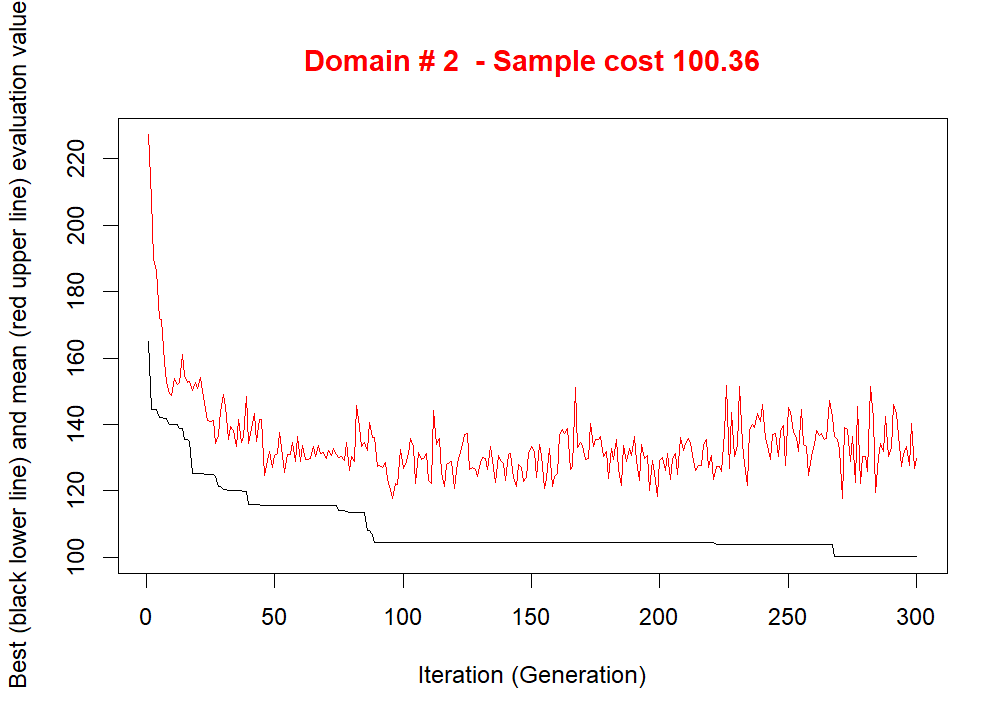 Domain # 2  - Sample cost 100.36
Best (black lower line) and mean (red upper line) evaluation value
220
200
180
160
140
120
100
0 50 100 150 200 250 300
Iteration (Generation)